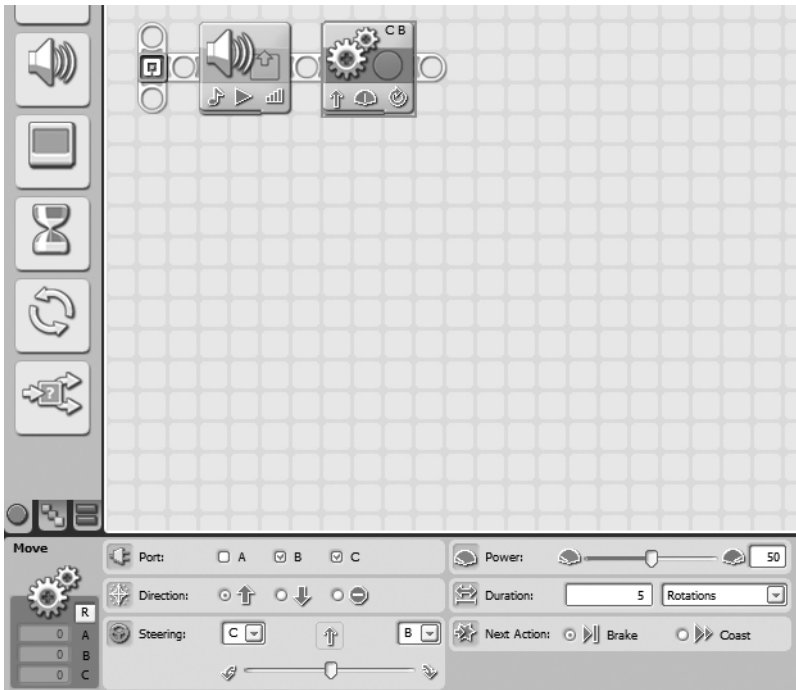 C B
Move
Port: A B C
Power: 50
R
Direction:
Duration: 5 Rotations
0 A
Steering: C B
Next Action: Brake Coast
0 B
0 C